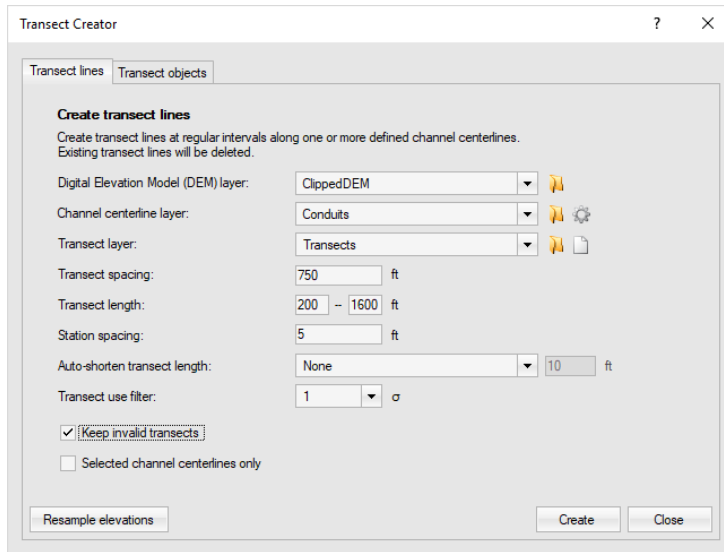 Transect Creator
?
Transect lines
Transect objects
Create transect lines
Create transect lines at regular intervals along one or more defined channel centerlines.
Existing transect lines will be deleted.
Digital Elevation Model (DEM) layer:
ClippedDEM
Channel centerline layer:
Conduits
Transect layer:
Transects
Transect spacing:
750 ft
Transect length:
200 -- 1600 ft
Station spacing:
5 ft
Auto-shorten transect length:
None
10 ft
Transect use filter:
1 σ
Keep invalid transects
Selected channel centerlines only
Resample elevations
Create
Close